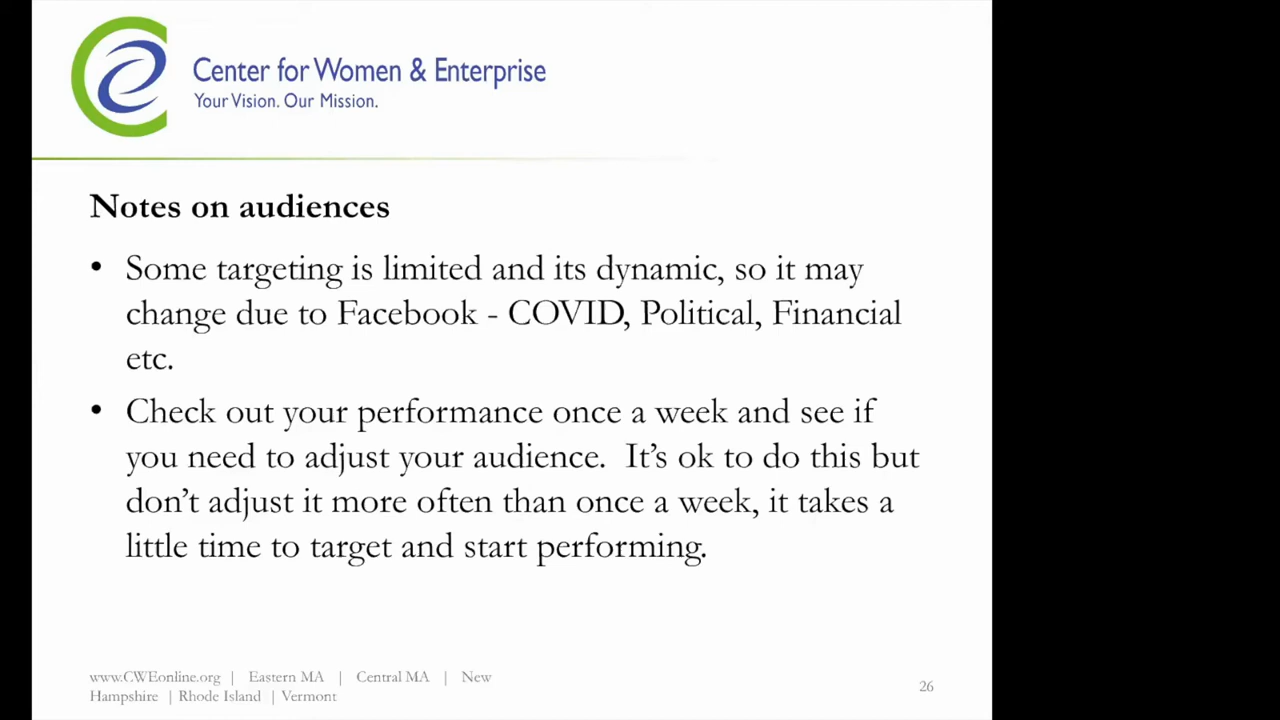 Center for Women & Enterprise
Your Vision. Our Mission.
Notes on audiences
• Some targeting is limited and its dynamic, so it may
change due to Facebook - COVID, Political, Financial
etc.
• Check out your performance once a week and see if
you need to adjust your audience.  It’s ok to do this but
don’t adjust it more often than once a week, it takes a
little time to target and start performing.
www.CWEonline.org | Eastern MA | Central MA | New
Hampshire | Rhode Island | Vermont
26